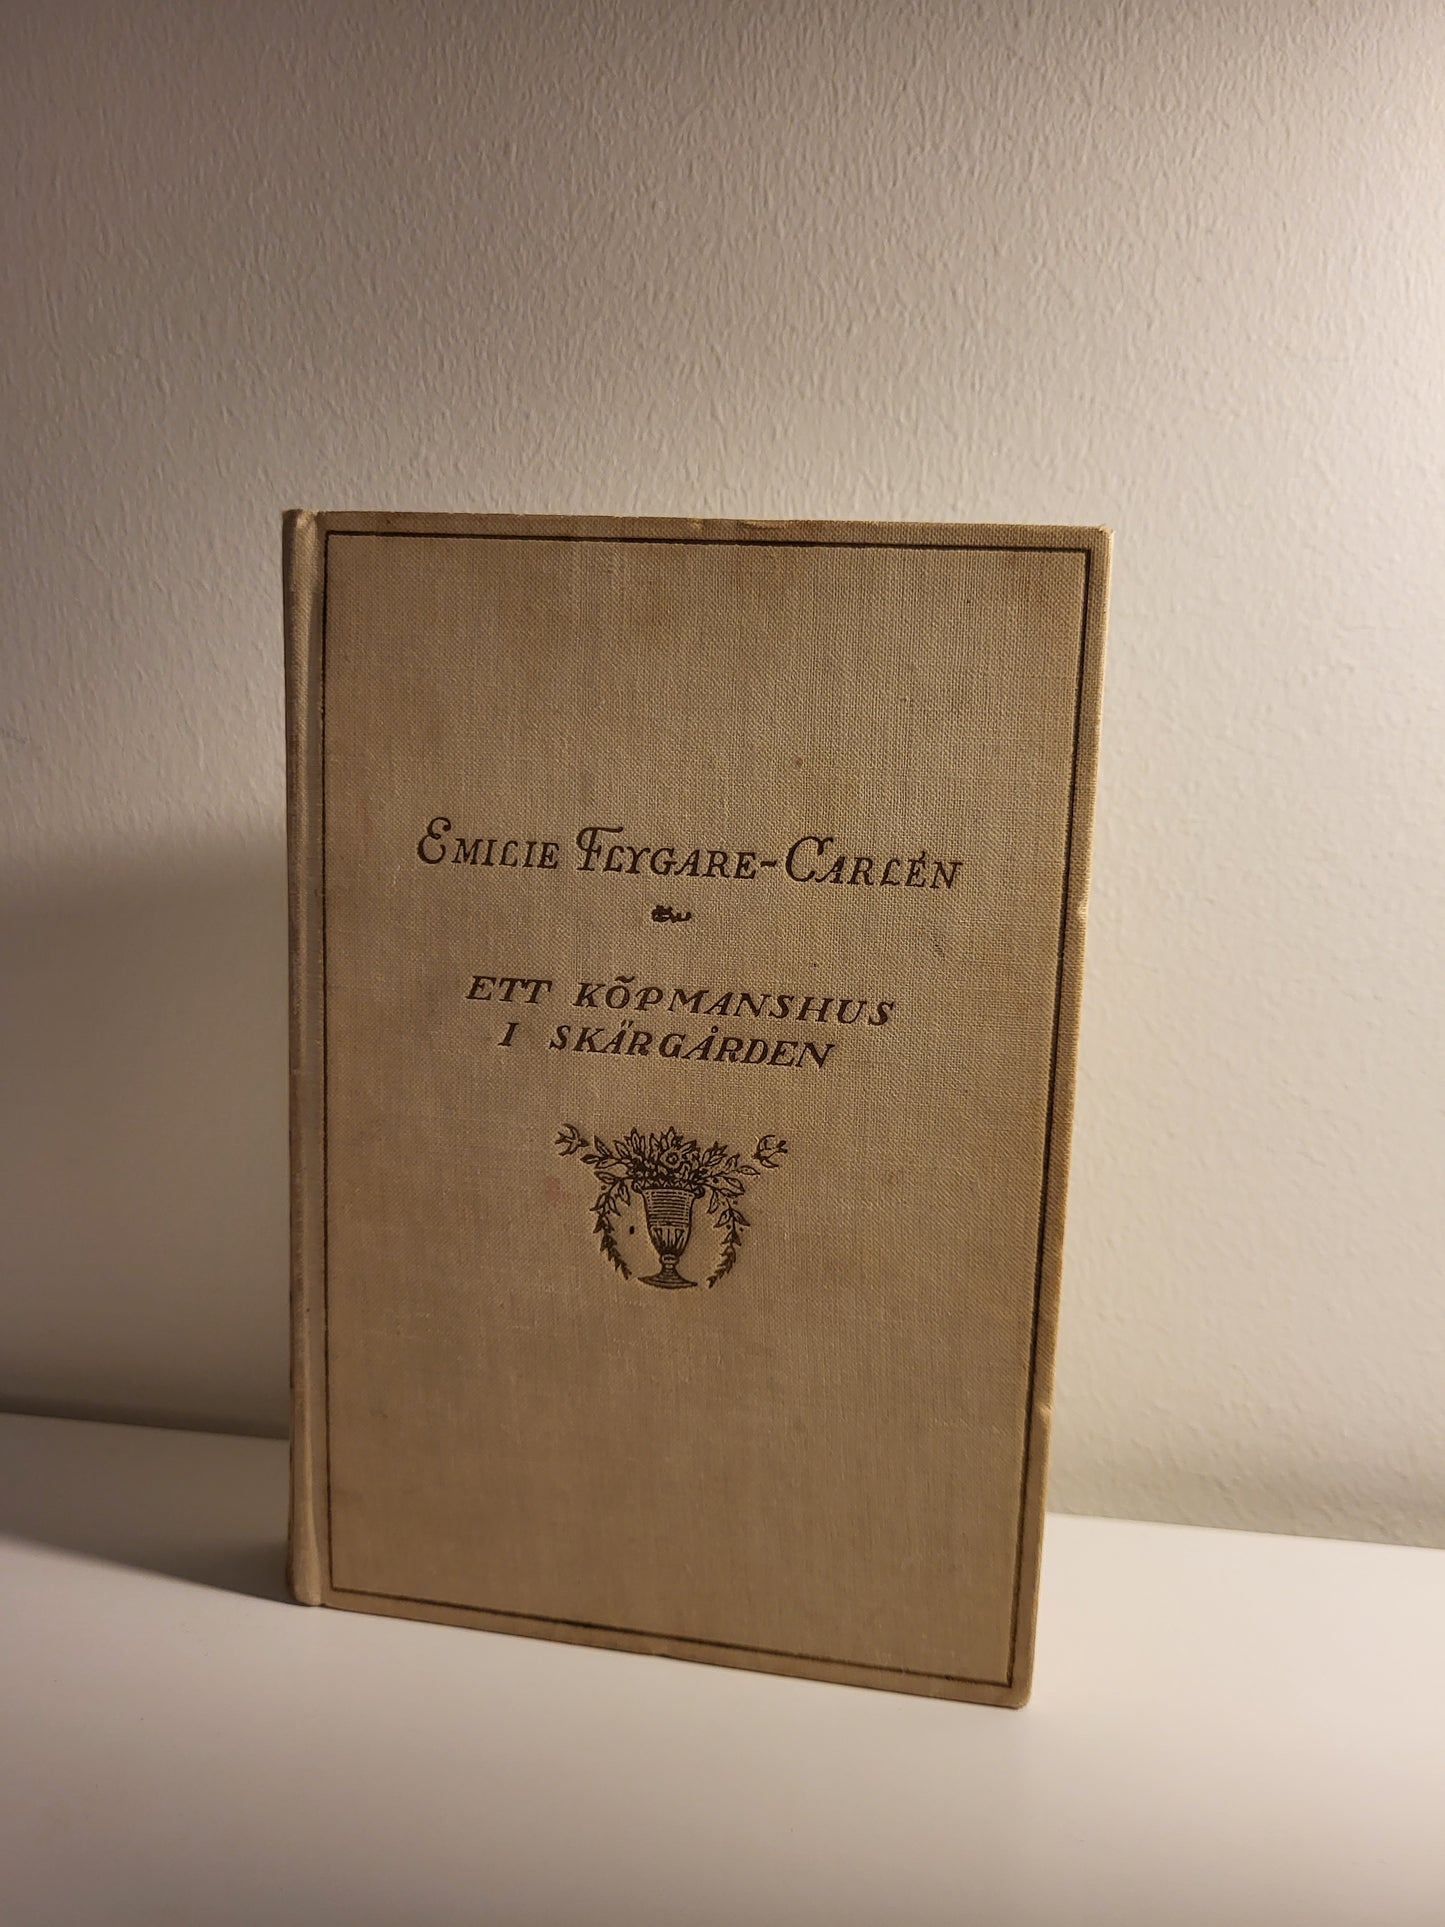 EMILIE FLYGARE-CARLÉN
ETT KÖPMANSHUS
I SKÄRGÅRDEN